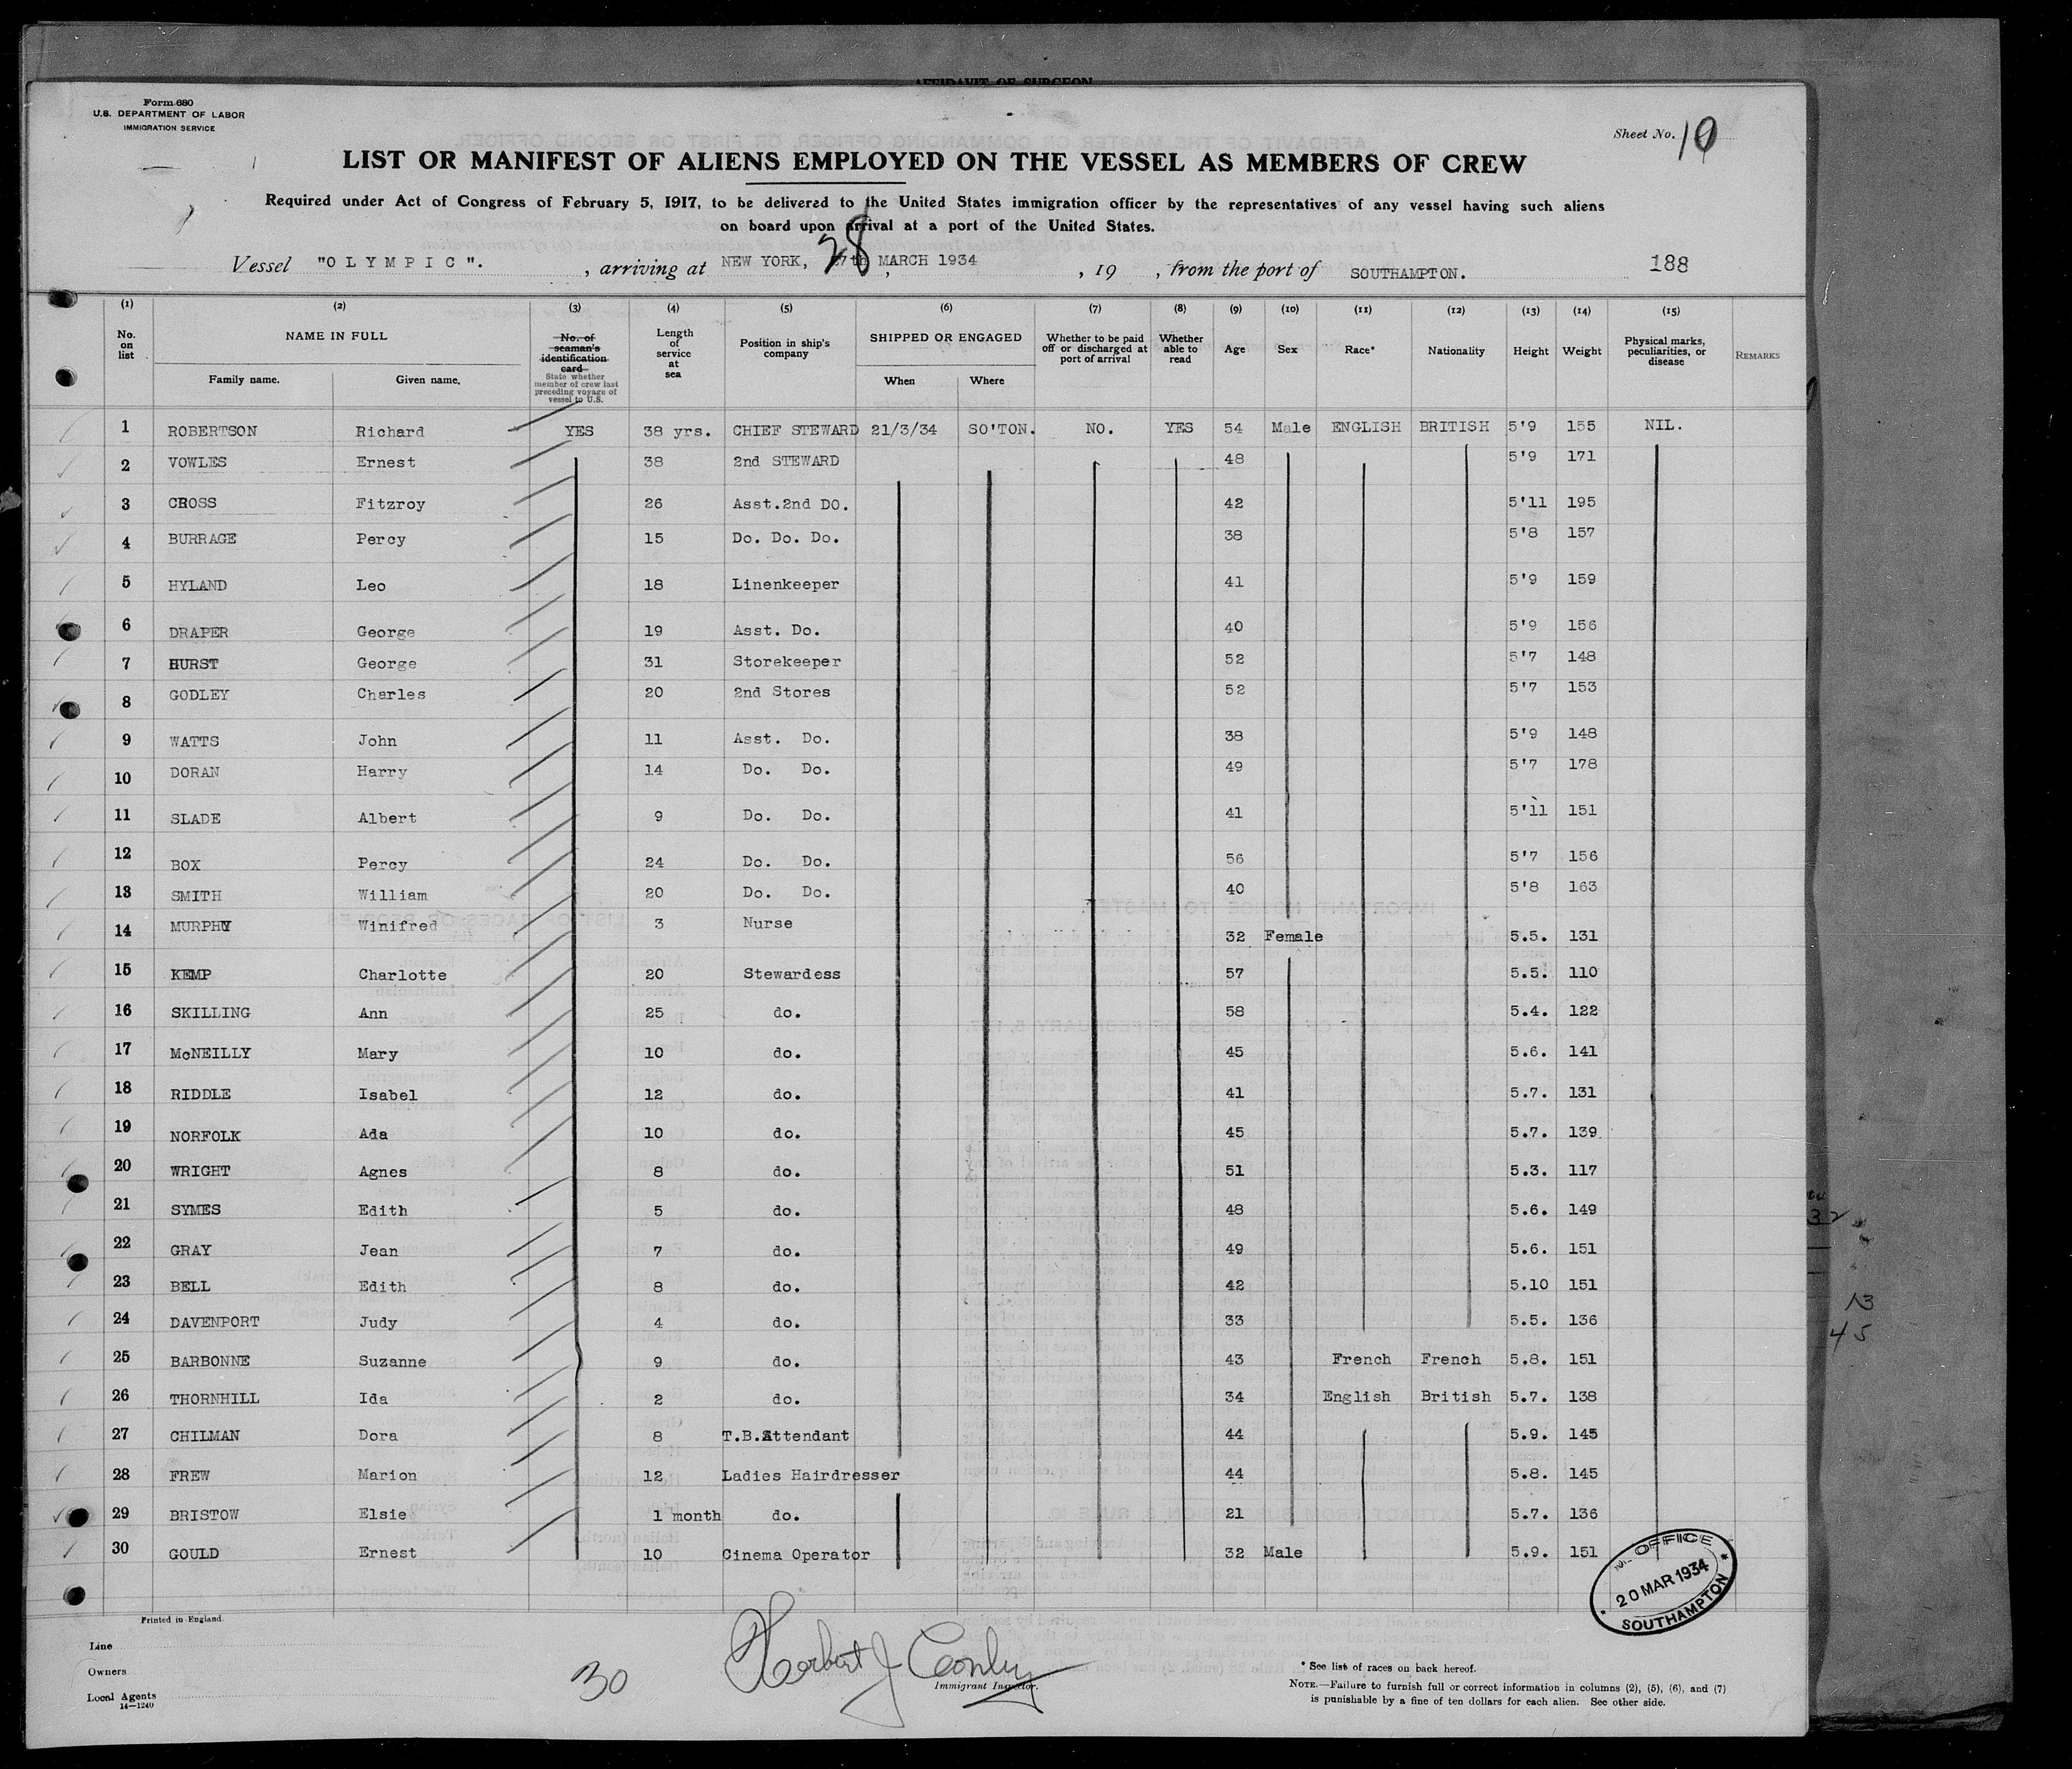 AFFIDAVIT OF SURGEON
Form 680
U.S. DEPARTMENT OF LABOR
IMMIGRATION SERVICE
Sheet No. 10
LIST OR MANIFEST OF ALIENS EMPLOYED ON THE VESSEL AS MEMBERS OF CREW
Required under Act of Congress of February 5, 1917, to be delivered to the United States immigration officer by the representatives of any vessel having such aliens
on board upon arrival at a port of the United States.
Vessel "OLYMPIC". , arriving at NEW YORK, 28 27th MARCH 1934 , 19 , from the port of SOUTHAMPTON. 188
(1) (2) (3) (4) (5) (6) (7) (8) (9) (10) (11) (12) (13) (14) (15)
No. on list NAME IN FULL Family name. Given name. No. of seaman's identification card State whether member of crew last preceding voyage of vessel to U.S. Length of service at sea Position in ship's company SHIPPED OR ENGAGED When Where Whether to be paid off or discharged at port of arrival Whether able to read Age Sex Race* Nationality Height Weight Physical marks, peculiarities, or disease REMARKS
1 ROBERTSON Richard YES 38 yrs. CHIEF STEWARD 21/3/34 SO'TON. NO. YES 54 Male ENGLISH BRITISH 5'9 155 NIL.
2 VOWLES Ernest 38 2nd STEWARD 48 5'9 171
3 CROSS Fitzroy 26 Asst.2nd DO. 42 5'11 195
4 BURRAGE Percy 15 Do. Do. Do. 38 5'8 157
5 HYLAND Leo 18 Linenkeeper 41 5'9 159
6 DRAPER George 19 Asst. Do. 40 5'9 156
7 HURST George 31 Storekeeper 52 5'7 148
8 GODLEY Charles 20 2nd Stores 52 5'7 153
9 WATTS John 11 Asst. Do. 38 5'9 148
10 DORAN Harry 14 Do. Do. 49 5'7 178
11 SLADE Albert 9 Do. Do. 41 5'11 151
12 BOX Percy 24 Do. Do. 56 5'7 156
13 SMITH William 20 Do. Do. 40 5'8 163
14 MURPHY Winifred 3 Nurse 32 Female 5.5. 131
15 KEMP Charlotte 20 Stewardess 57 5.5. 110
16 SKILLING Ann 25 do. 58 5.4. 122
17 McNEILLY Mary 10 do. 45 5.6. 141
18 RIDDLE Isabel 12 do. 41 5.7. 131
19 NORFOLK Ada 10 do. 45 5.7. 139
20 WRIGHT Agnes 8 do. 51 5.3. 117
21 SYMES Edith 5 do. 48 5.6. 149
22 GRAY Jean 7 do. 49 5.6. 151
23 BELL Edith 8 do. 42 5.10 151
24 DAVENPORT Judy 4 do. 33 5.5. 136
25 BARBONNE Suzanne 9 do. 43 French French 5.8. 151
26 THORNHILL Ida 2 do. 34 English British 5.7. 138
27 CHILMAN Dora 8 T.B.Attendant 44 5.9. 145
28 FREW Marion 12 Ladies Hairdresser 44 5.8. 145
29 BRISTOW Elsie 1 month do. 21 5.7. 136
30 GOULD Ernest 10 Cinema Operator 32 Male 5.9. 151
OFFICE
20 MAR 1934
SOUTHAMPTON
Printed in England.
Line
Owners
Local Agents
14—1240
30
Herbert J Conley
Immigrant Inspector.
* See list of races on back hereof.
NOTE.—Failure to furnish full or correct information in columns (2), (5), (6), and (7)
is punishable by a fine of ten dollars for each alien. See other side.
32
13
45